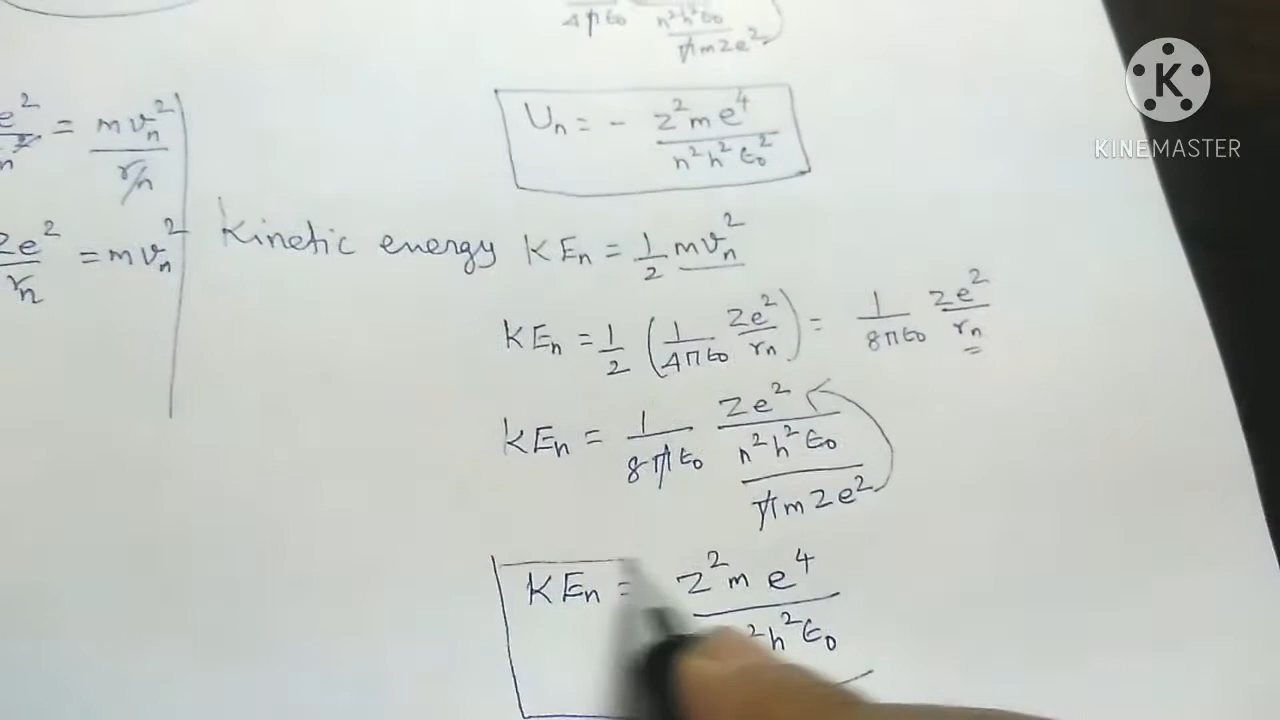 4πε₀ n²h²ε₀
πmZe²
K
KINEMASTER
e² = mvₙ²
rₙ
Uₙ = - Z²me⁴
n²h²ε₀²
Ze² = mvₙ²
rₙ
Kinetic energy KEₙ = 1/2 mvₙ²
KEₙ = 1/2 (1/4πε₀ Ze²/rₙ) = 1/8πε₀ Ze²/rₙ
KEₙ = 1/8πε₀ Ze²
n²h²ε₀
πmZe²
KEₙ = Z²me⁴
²h²ε₀